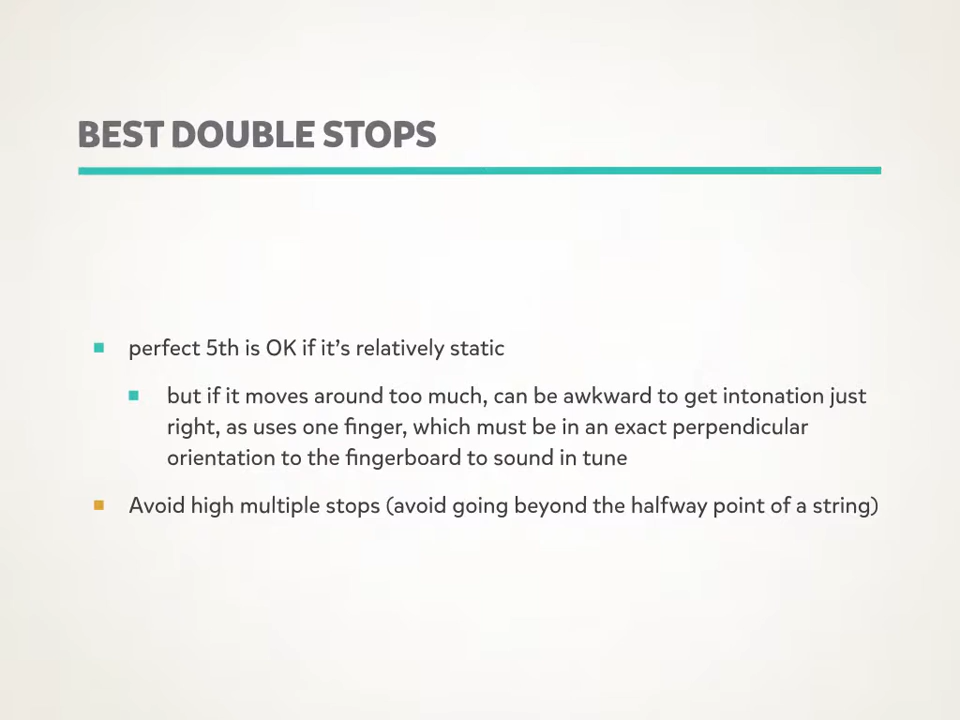 BEST DOUBLE STOPS
perfect 5th is OK if it’s relatively static
but if it moves around too much, can be awkward to get intonation just
right, as uses one finger, which must be in an exact perpendicular
orientation to the fingerboard to sound in tune
Avoid high multiple stops (avoid going beyond the halfway point of a string)